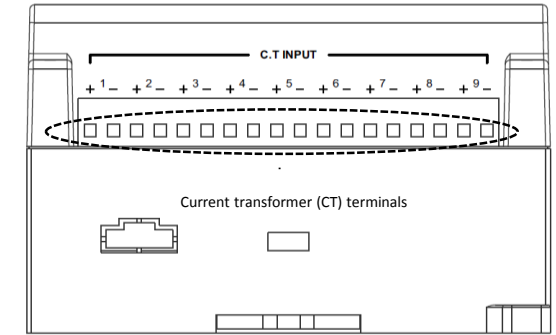 C.T INPUT
+ 1 – + 2 – + 3 – + 4 – + 5 – + 6 – + 7 – + 8 – + 9 –
Current transformer (CT) terminals